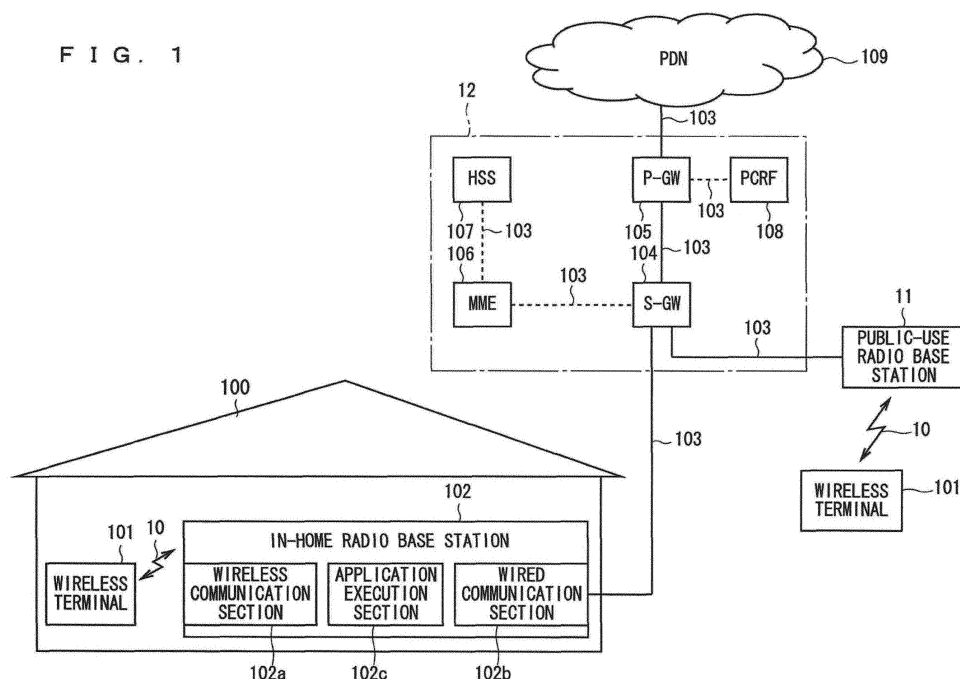 FIG. 1
PDN
109
12
103
HSS
P-GW
PCRF
103
107
103
105
108
106
104
103
MME
103
S-GW
11
103
PUBLIC-USE
RADIO BASE
STATION
100
10
103
WIRELESS
TERMINAL
101
102
IN-HOME RADIO BASE STATION
101
10
WIRELESS
TERMINAL
WIRELESS
COMMUNICATION
SECTION
APPLICATION
EXECUTION
SECTION
WIRED
COMMUNICATION
SECTION
102a
102c
102b